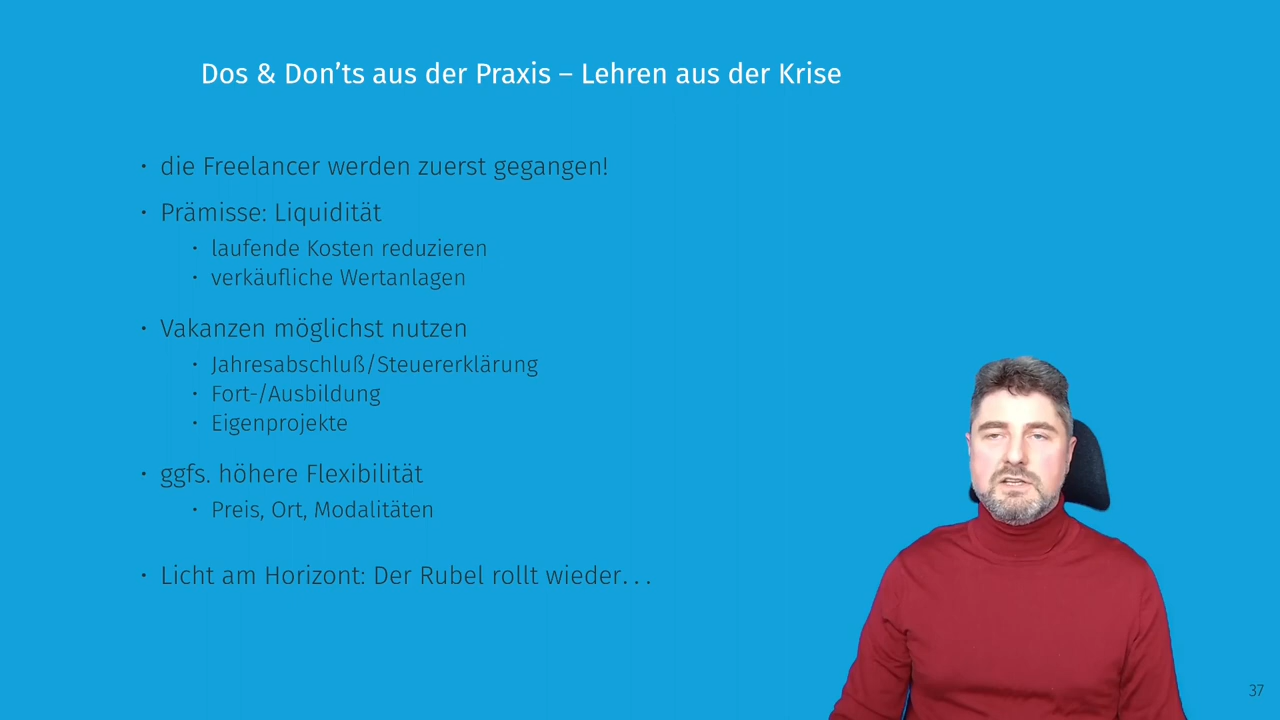 Dos & Don’ts aus der Praxis – Lehren aus der Krise
• die Freelancer werden zuerst gegangen!
• Prämisse: Liquidität
• laufende Kosten reduzieren
• verkäufliche Wertanlagen
• Vakanzen möglichst nutzen
• Jahresabschluß/Steuererklärung
• Fort-/Ausbildung
• Eigenprojekte
• ggfs. höhere Flexibilität
• Preis, Ort, Modalitäten
• Licht am Horizont: Der Rubel rollt wieder...
37